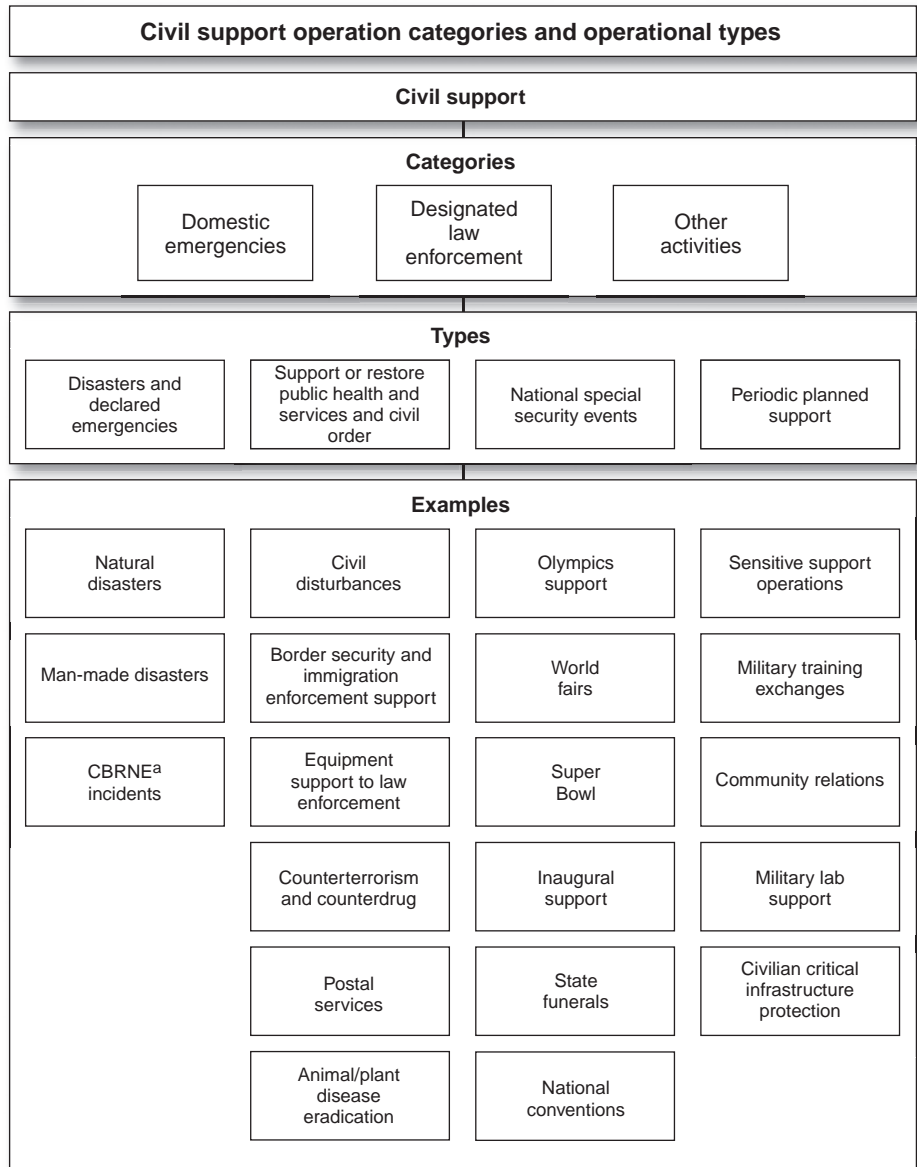 Civil support operation categories and operational types
Civil support
Categories
Domestic
emergencies
Designated
law
enforcement
Other
activities
Types
Disasters and
declared
emergencies
Support or restore
public health and
services and civil
order
National special
security events
Periodic planned
support
Examples
Natural
disasters
Civil
disturbances
Olympics
support
Sensitive support
operations
Man-made disasters
Border security and
immigration
enforcement support
World
fairs
Military training
exchanges
CBRNEa
incidents
Equipment
support to law
enforcement
Super
Bowl
Community relations
Counterterrorism
and counterdrug
Inaugural
support
Military lab
support
Postal
services
State
funerals
Civilian critical
infrastructure
protection
Animal/plant
disease
eradication
National
conventions